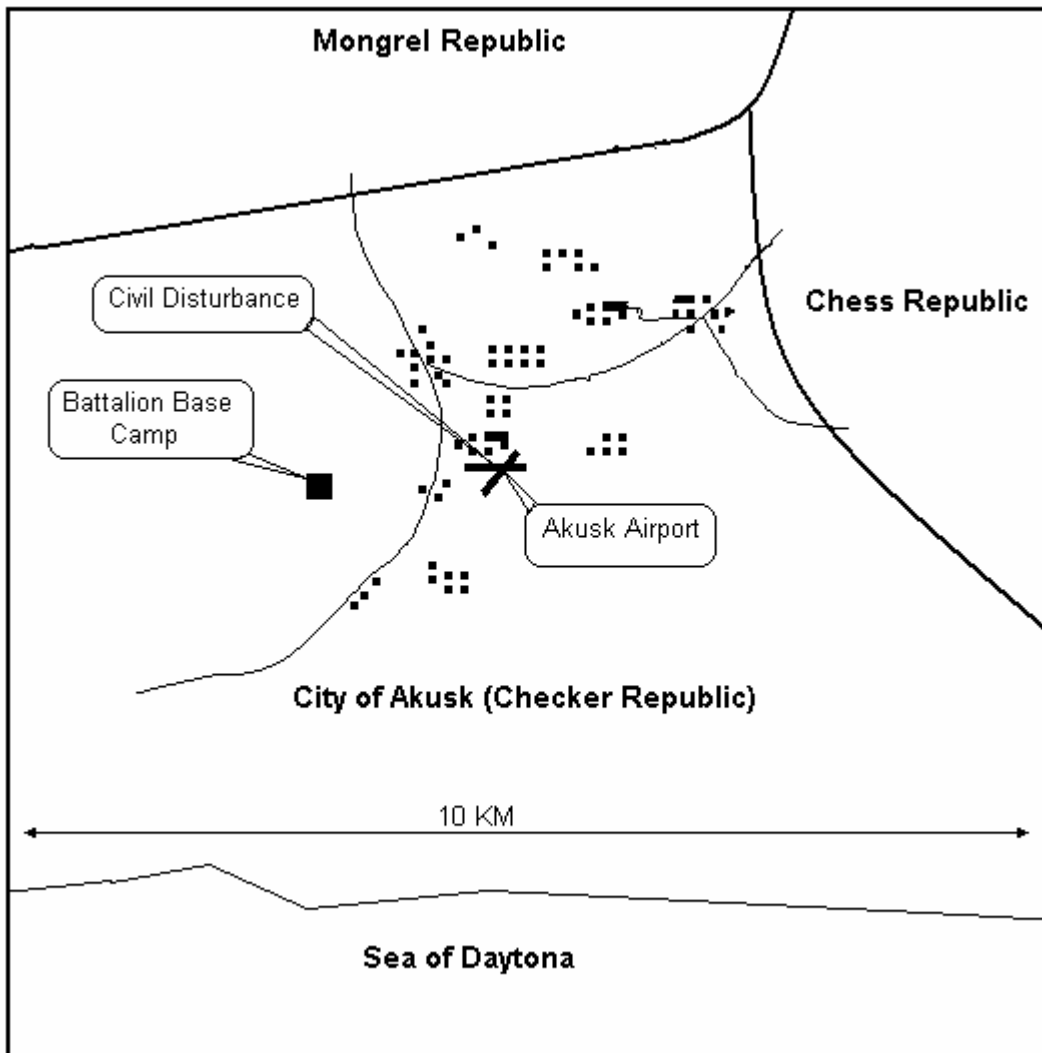 Mongrel Republic
Civil Disturbance
Chess Republic
Battalion Base
Camp
Akusk Airport
City of Akusk (Checker Republic)
10 KM
Sea of Daytona